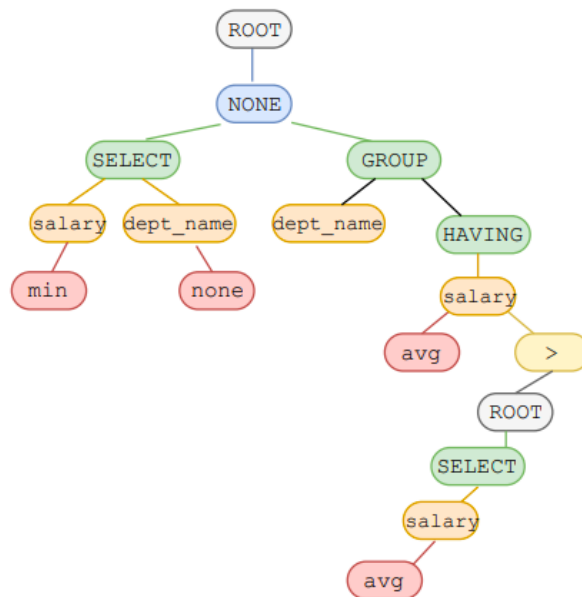 ROOT
NONE
SELECT GROUP
salary dept_name dept_name
HAVING
min none salary
avg >
ROOT
SELECT
salary
avg